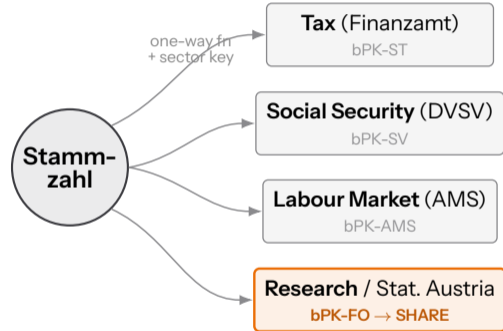 Tax (Finanzamt)
bPK-ST
one-way fn
+ sector key
Social Security (DVSV)
bPK-SV
Stamm-
zahl
Labour Market (AMS)
bPK-AMS
Research / Stat. Austria
bPK-FO → SHARE